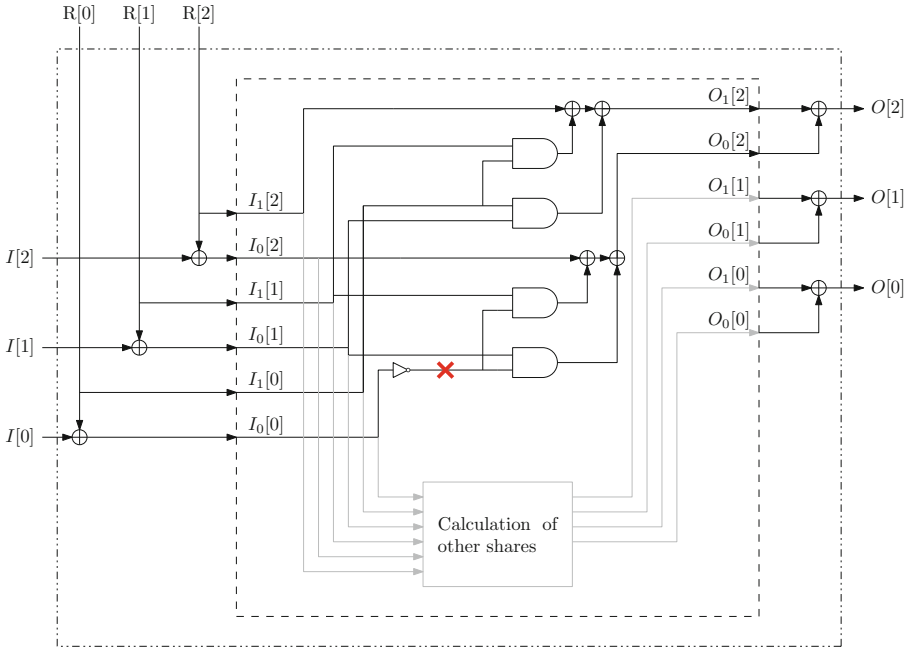 R[0] R[1] R[2]
O₁[2]
O[2]
O₀[2]
O₁[1]
I₁[2]
O[1]
O₀[1]
I[2]
I₀[2]
O₁[0]
I₁[1]
O[0]
O₀[0]
I[1]
I₀[1]
I₁[0]
I[0]
I₀[0]
Calculation of
other shares